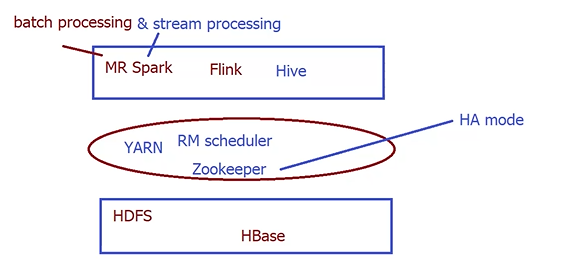 batch processing & stream processing
MR Spark Flink Hive
HA mode
YARN RM scheduler
Zookeeper
HDFS
HBase